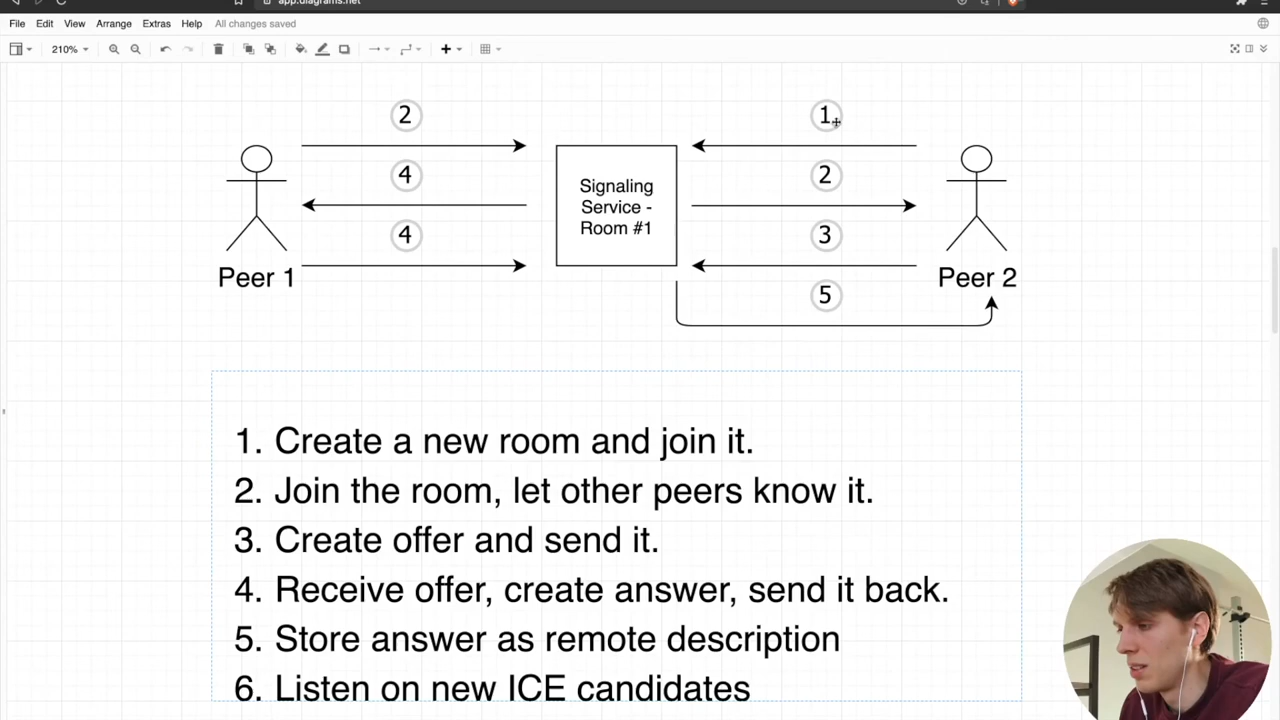 app.diagrams.net
File Edit View Arrange Extras Help All changes saved
210%
2
1
4
2
4
3
5
Signaling
Service -
Room #1
Peer 1
Peer 2
1. Create a new room and join it.
2. Join the room, let other peers know it.
3. Create offer and send it.
4. Receive offer, create answer, send it back.
5. Store answer as remote description
6. Listen on new ICE candidates